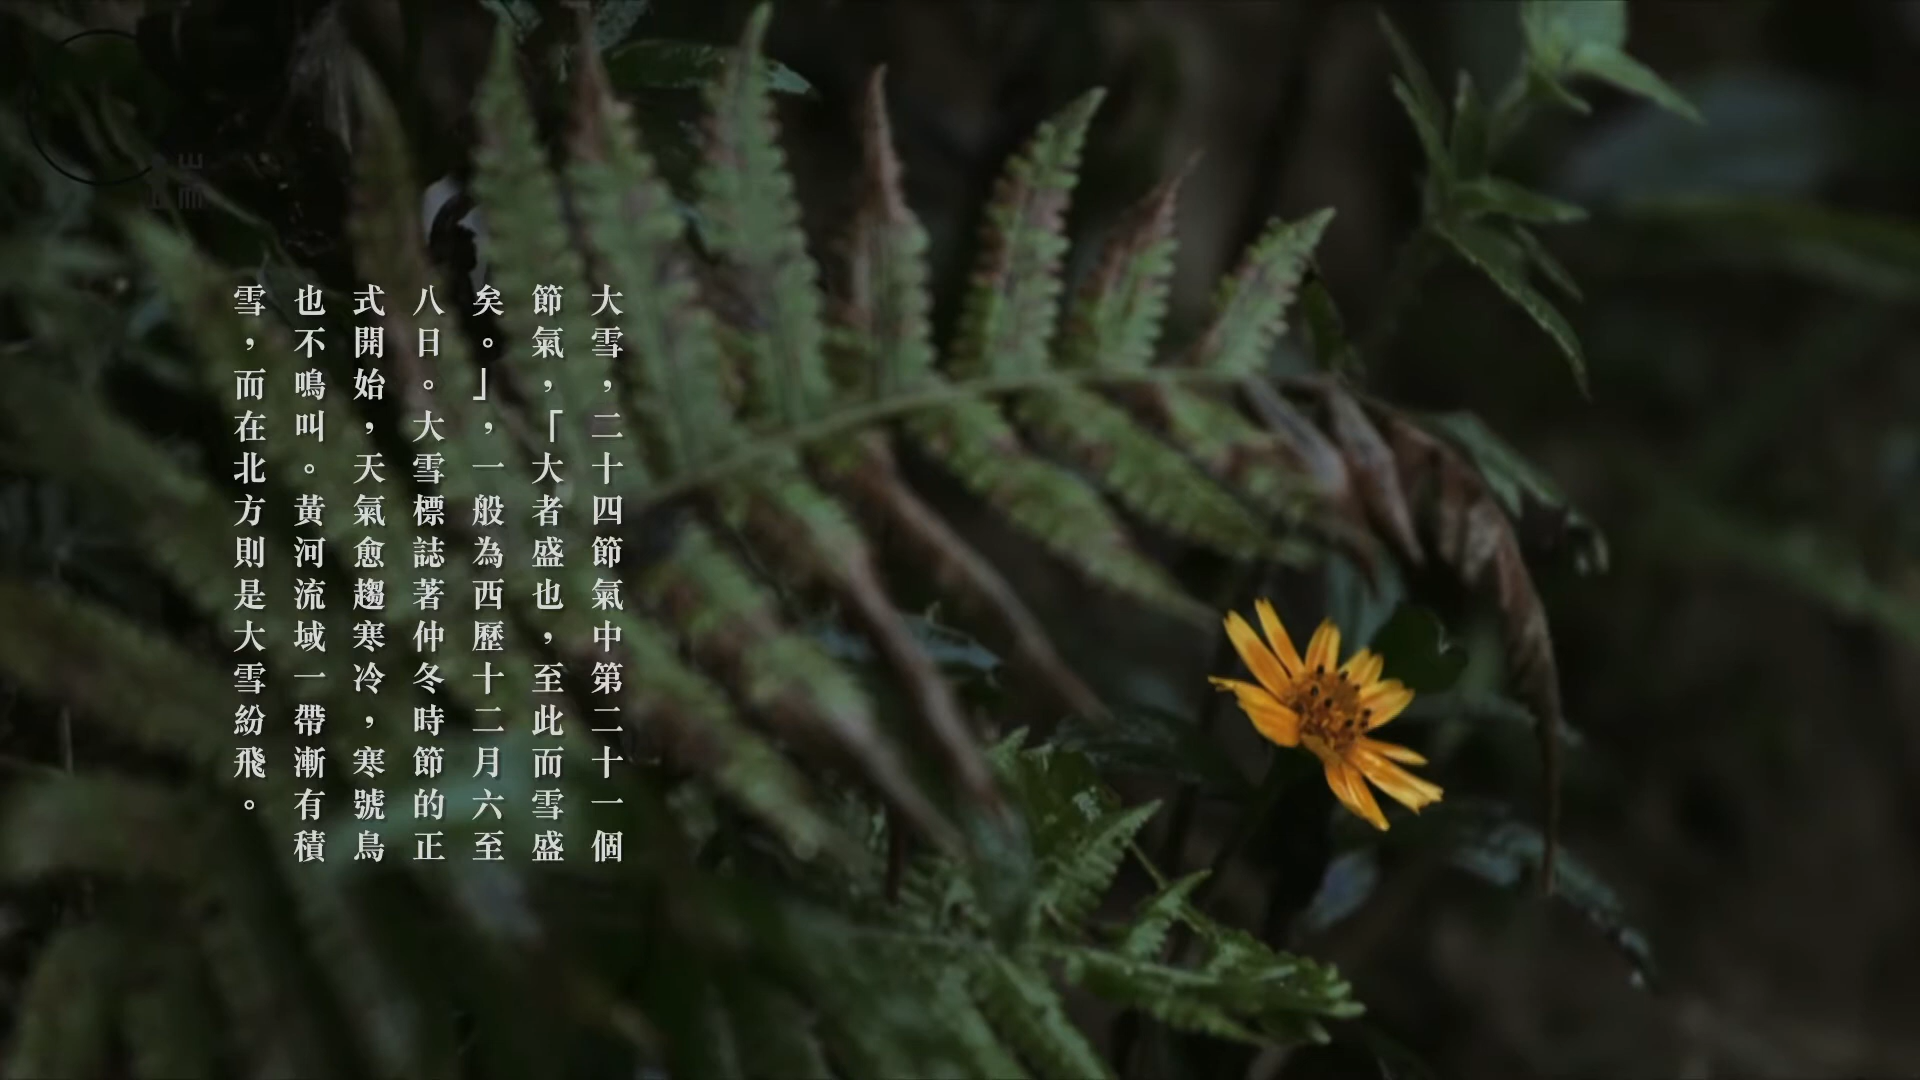 大雪，二十四節氣中第二十一個
節氣，「大者盛也，至此而雪盛
矣。」，一般為西歷十二月六至
八日。大雪標誌著仲冬時節的正
式開始，天氣愈趨寒冷，寒號鳥
也不鳴叫。黃河流域一帶漸有積
雪，而在北方則是大雪紛飛。